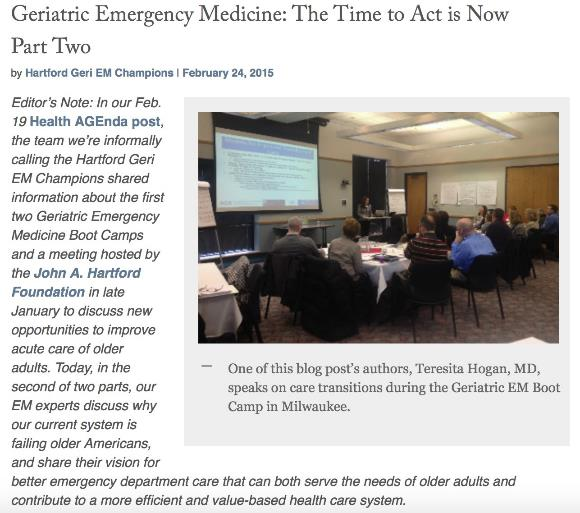 Geriatric Emergency Medicine: The Time to Act is Now
Part Two
by Hartford Geri EM Champions | February 24, 2015
Editor's Note: In our Feb.
19 Health AGEnda post,
the team we're informally
calling the Hartford Geri
EM Champions shared
information about the first
two Geriatric Emergency
Medicine Boot Camps
and a meeting hosted by
the John A. Hartford
Foundation in late
January to discuss new
opportunities to improve
acute care of older
adults. Today, in the
second of two parts, our
EM experts discuss why
our current system is
failing older Americans,
and share their vision for
better emergency department care that can both serve the needs of older adults and
contribute to a more efficient and value-based health care system.
— One of this blog post's authors, Teresita Hogan, MD,
speaks on care transitions during the Geriatric EM Boot
Camp in Milwaukee.